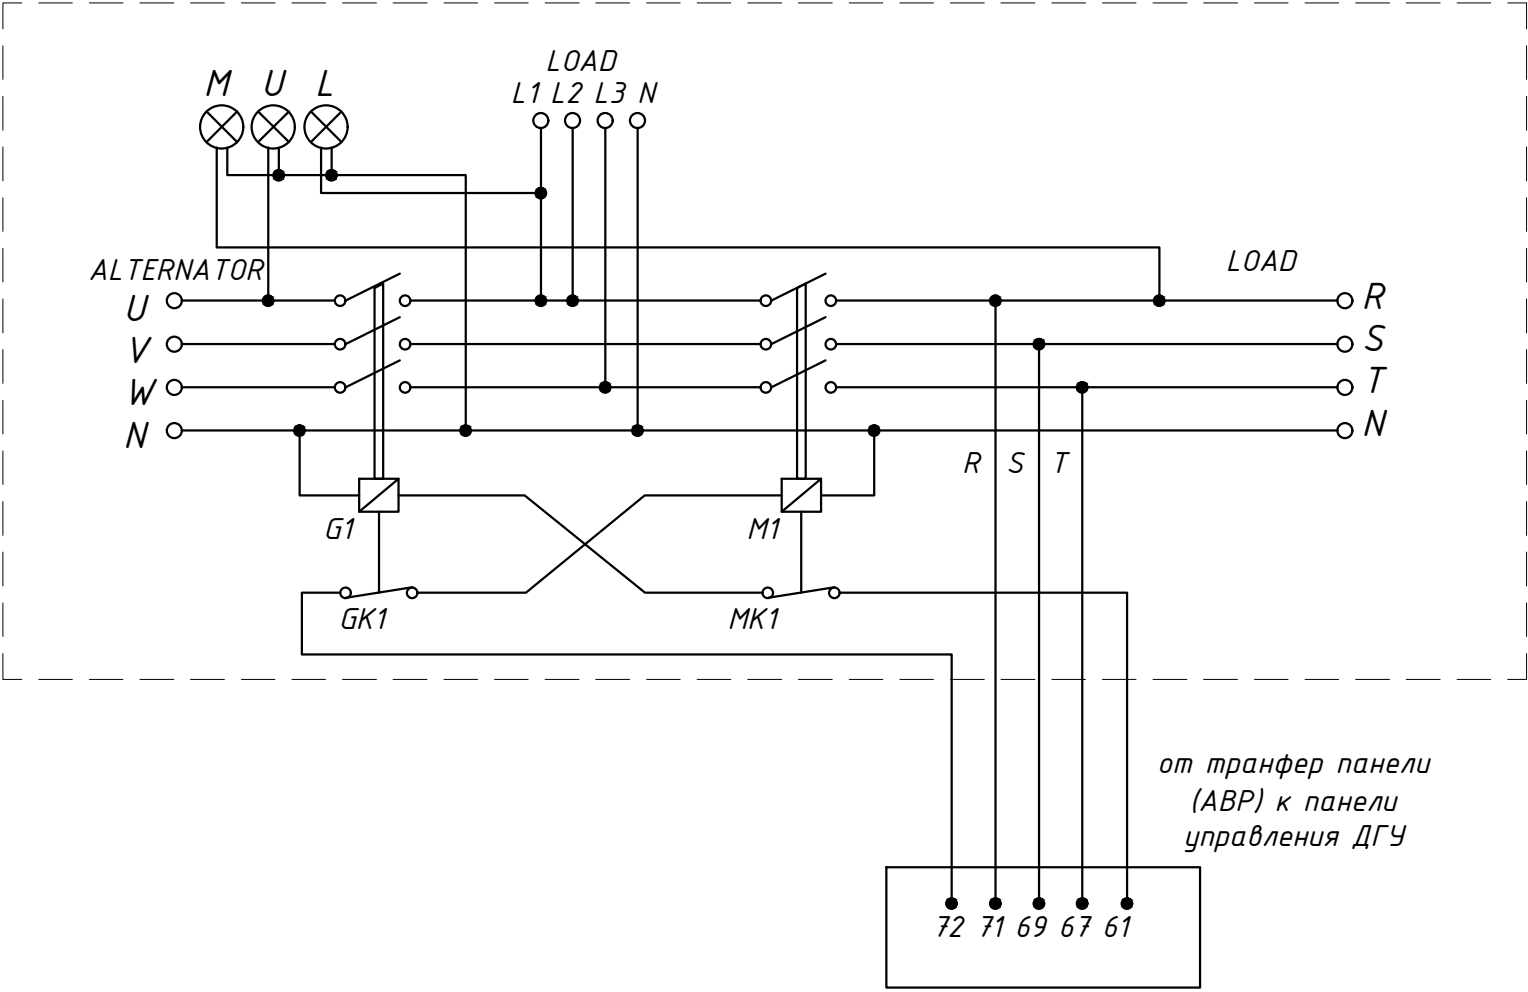 LOAD
M U L
L1 L2 L3 N
ALTERNATOR
LOAD
U
R
V
S
W
T
N
N
R S T
G1
M1
GK1
MK1
от транфер панели
(АВР) к панели
управления ДГУ
72 71 69 67 61